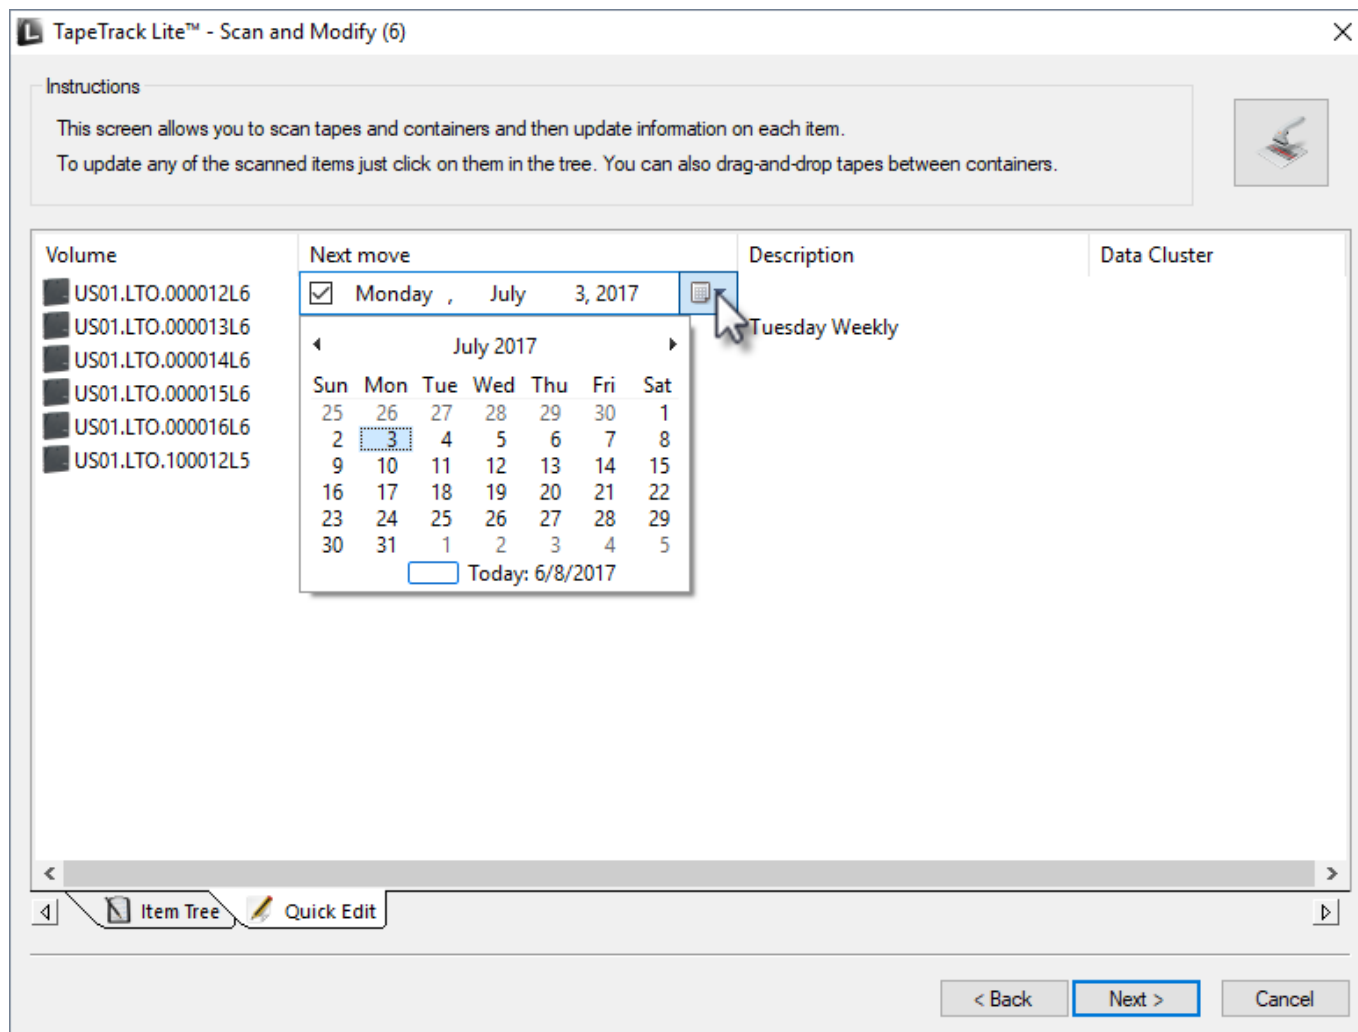 TapeTrack Lite™ - Scan and Modify (6)
Instructions
This screen allows you to scan tapes and containers and then update information on each item.
To update any of the scanned items just click on them in the tree. You can also drag-and-drop tapes between containers.
Volume Next move Description Data Cluster
US01.LTO.000012L6 Monday , July 3, 2017
US01.LTO.000013L6 Tuesday Weekly
US01.LTO.000014L6
US01.LTO.000015L6
US01.LTO.000016L6
US01.LTO.100012L5
July 2017
Sun Mon Tue Wed Thu Fri Sat
25 26 27 28 29 30 1
2 3 4 5 6 7 8
9 10 11 12 13 14 15
16 17 18 19 20 21 22
23 24 25 26 27 28 29
30 31 1 2 3 4 5
Today: 6/8/2017
Item Tree Quick Edit
< Back Next > Cancel